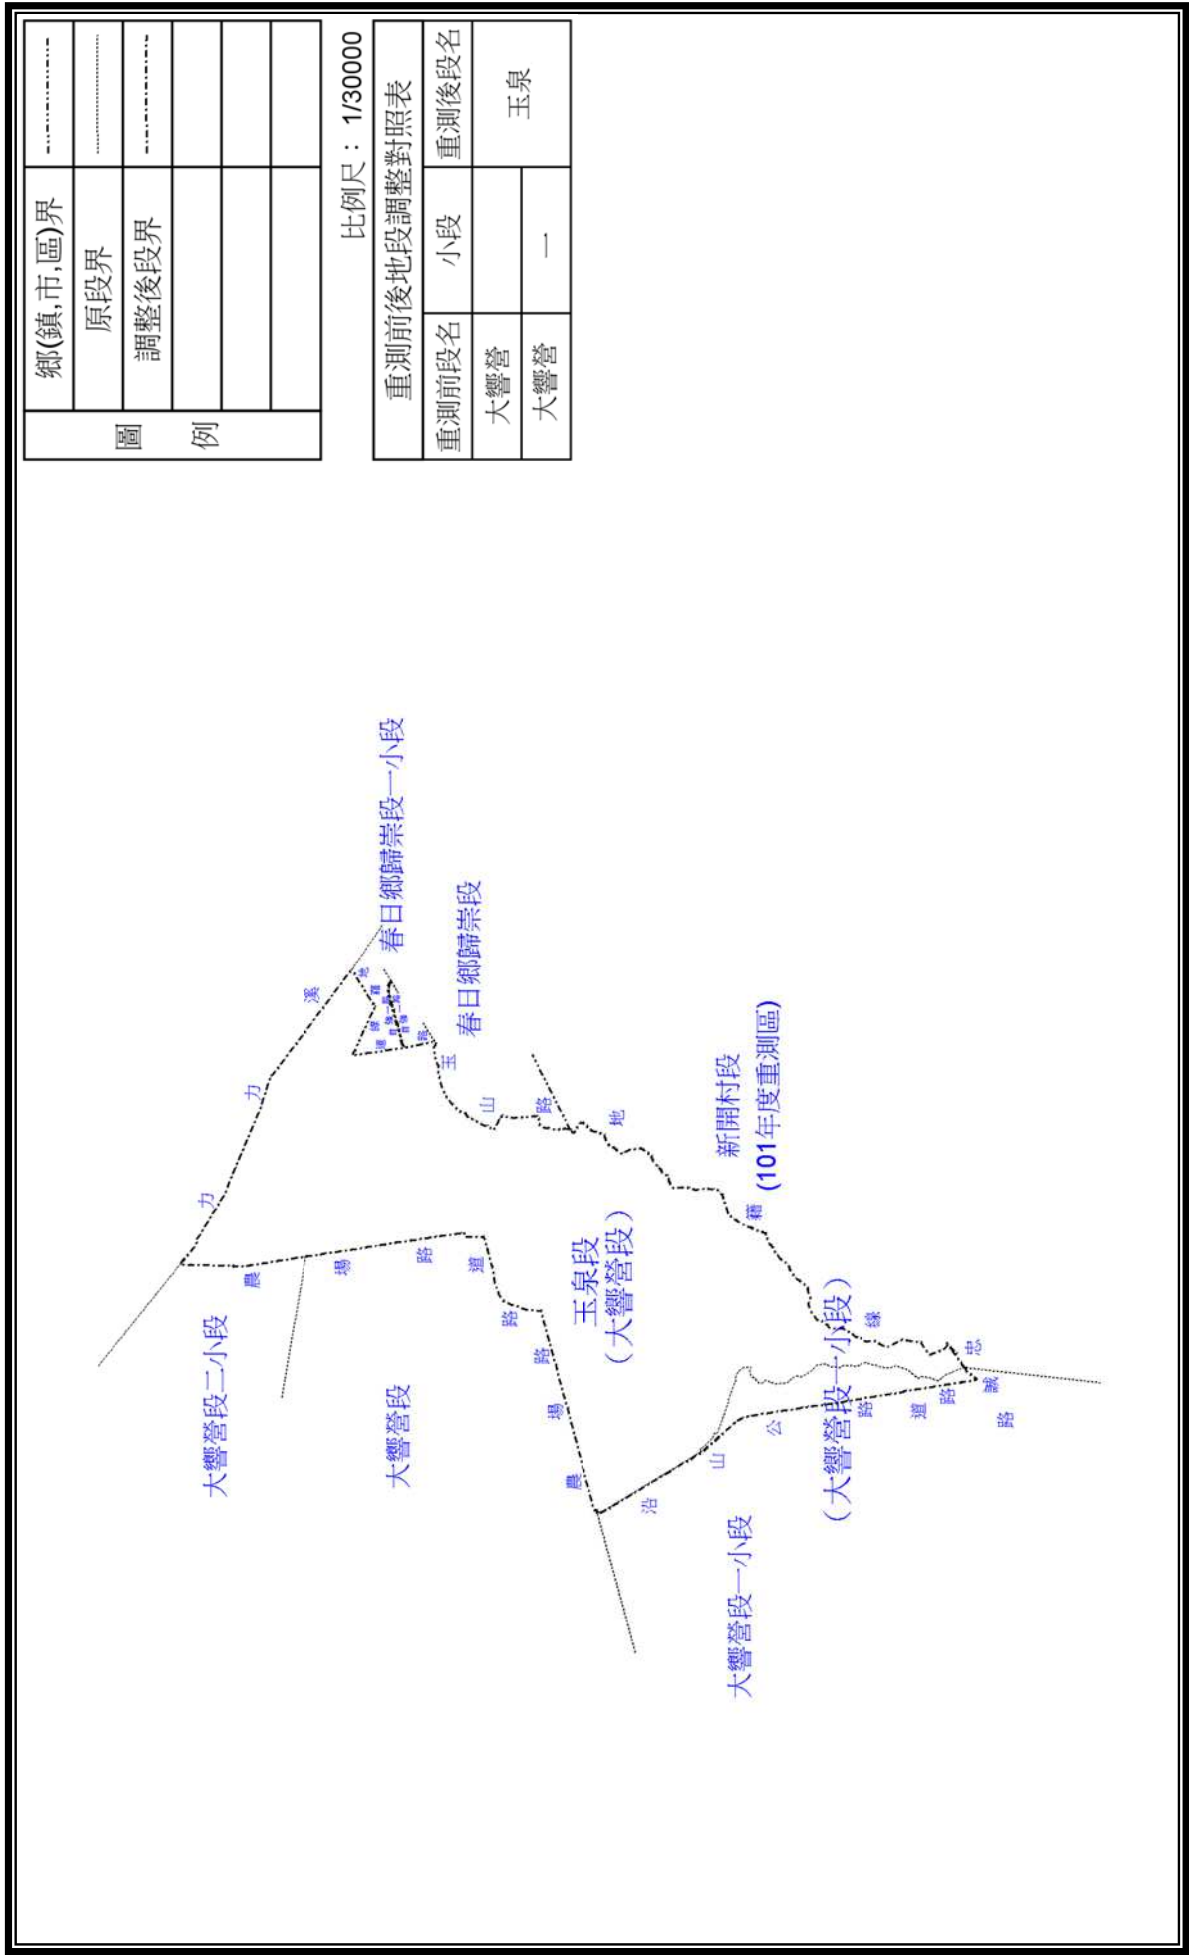 圖例
鄉(鎮,市,區)界
原段界
調整後段界
比例尺：1/30000
重測前後地段調整對照表
重測前段名 小段 重測後段名
大響營 玉泉
大響營 一
春日鄉歸崇段一小段
春日鄉歸崇段
新開村段
(101年度重測區)
玉泉段
(大響營段)
(大響營段一小段)
大響營段二小段
大響營段
大響營段一小段
力力溪
地籍線
道路
玉山路
地籍線
忠誠路
沿山公路
道路
農場路
農場道路